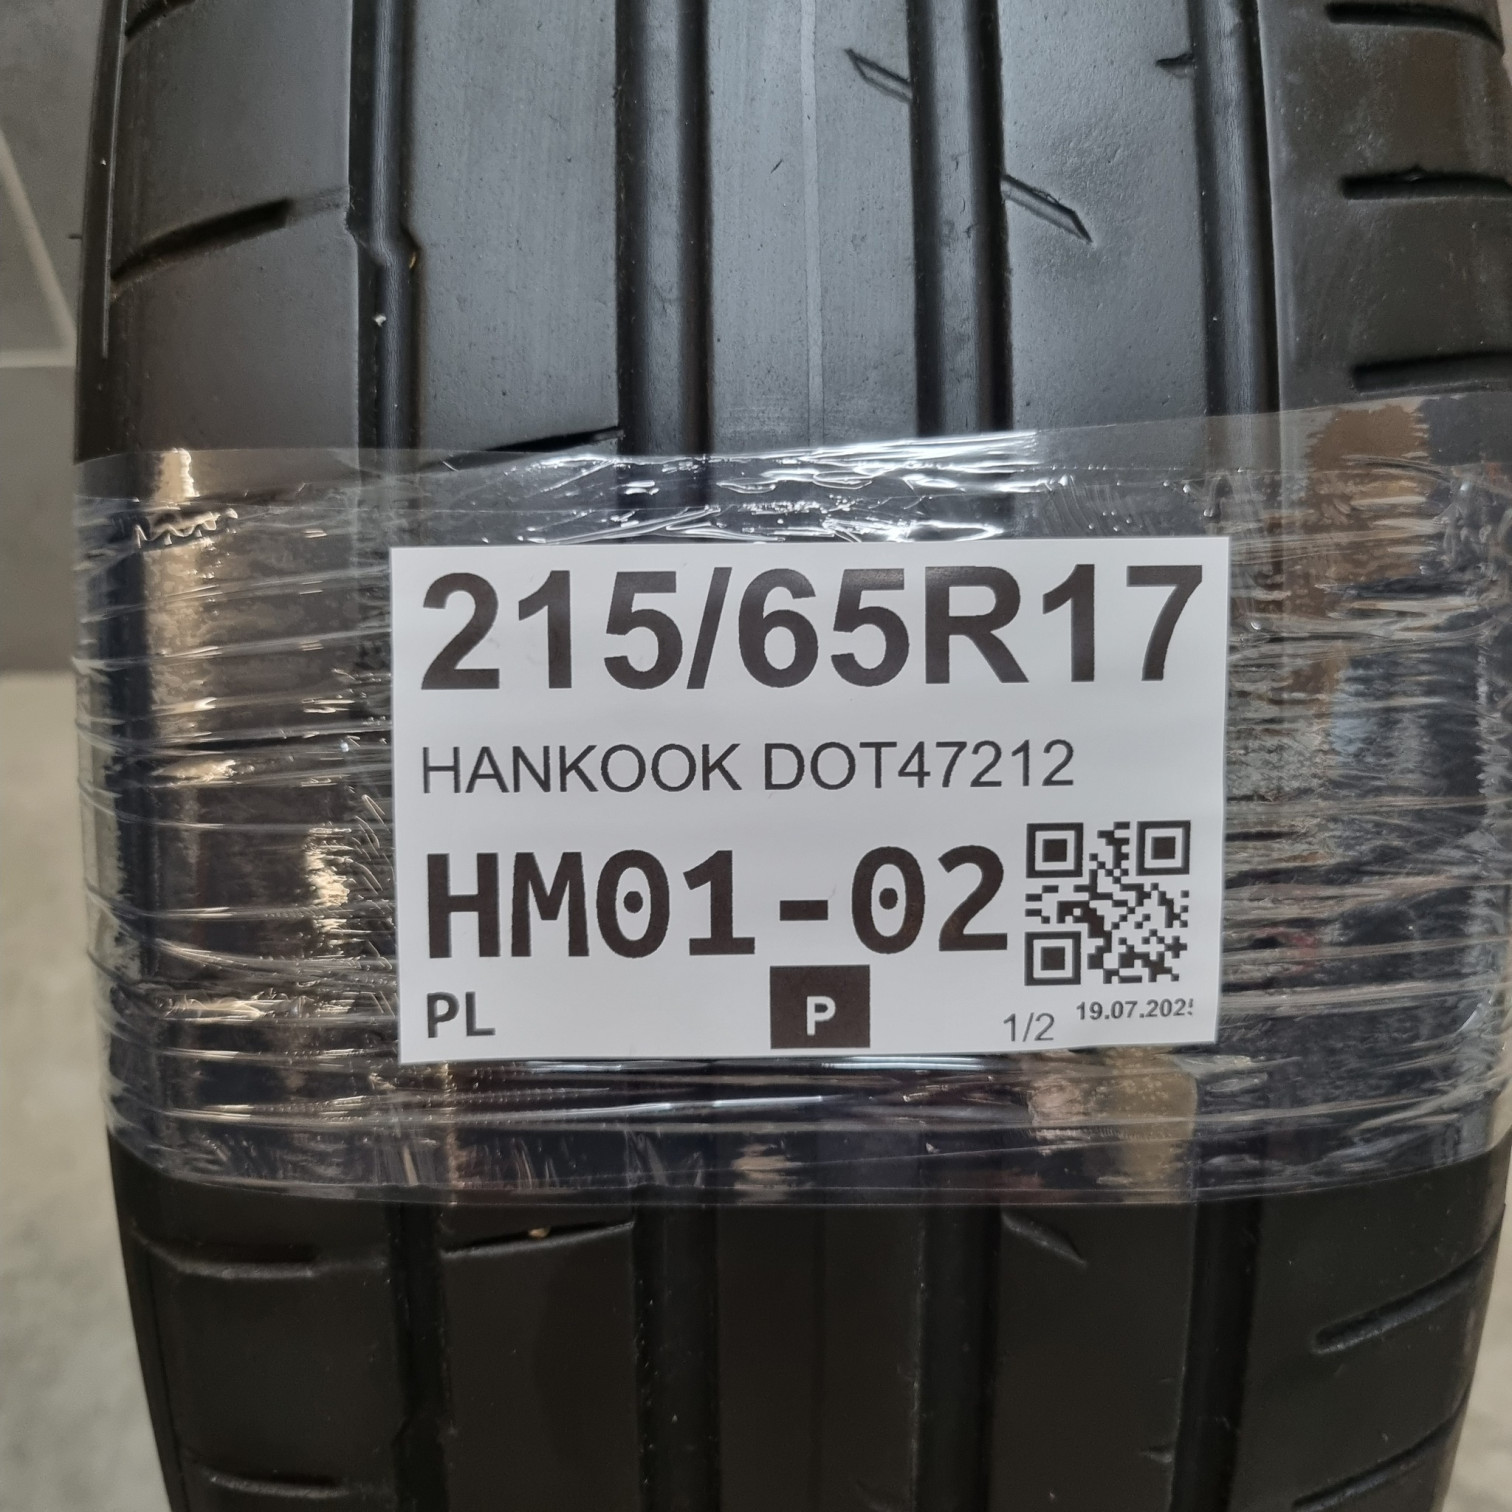 215/65R17
HANKOOK DOT47212
HM01-02
PL
P
1/2
19.07.202